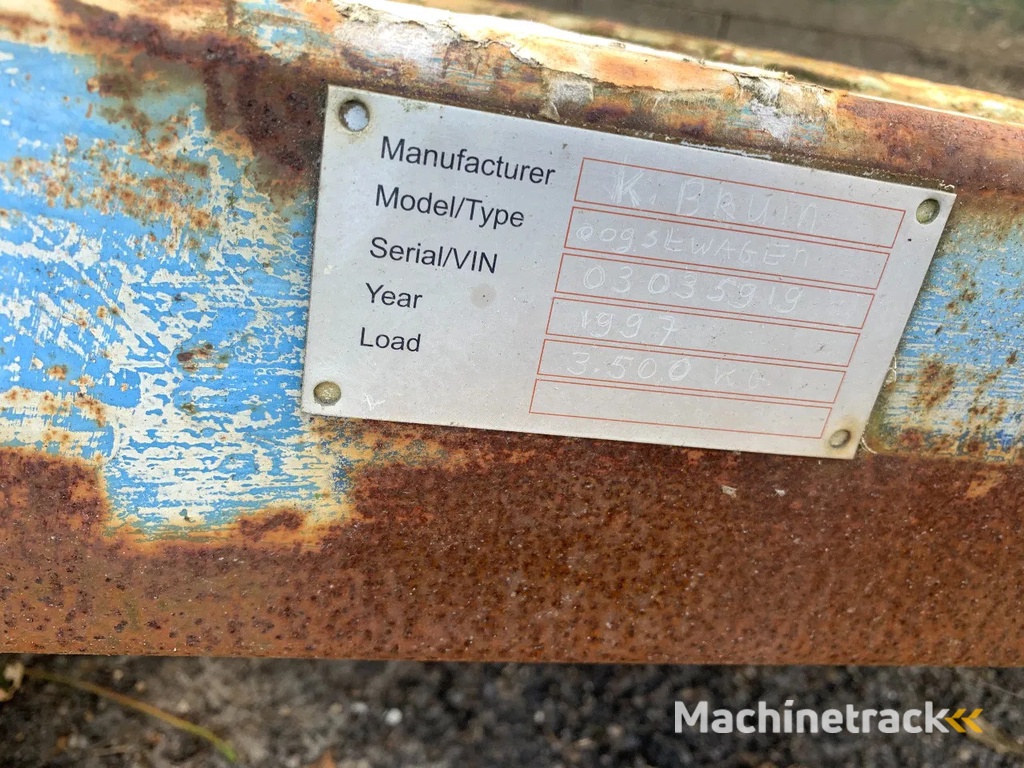 Manufacturer K. BRUIN
Model/Type oogstWAGEn
Serial/VIN 03035919
Year 1997
Load 3.500 KG.
Machinetrack